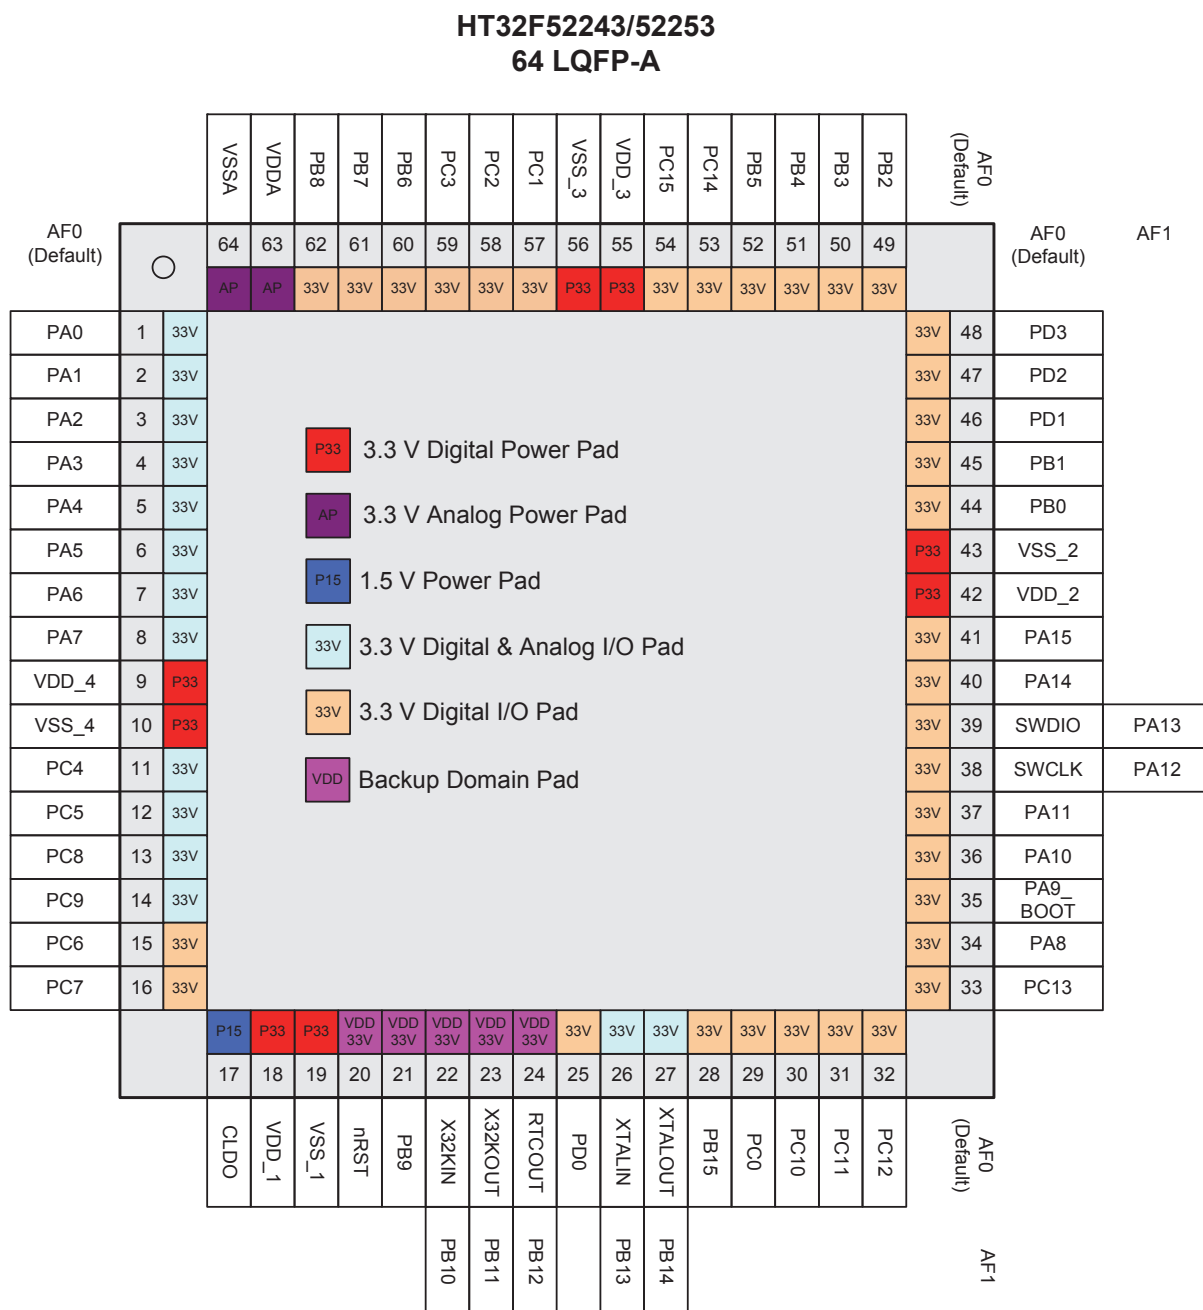 HT32F52243/52253
64 LQFP-A
VSSA VDDA PB8 PB7 PB6 PC3 PC2 PC1 VSS_3 VDD_3 PC15 PC14 PB5 PB4 PB3 PB2 AF0 (Default)
AF0 (Default) 64 63 62 61 60 59 58 57 56 55 54 53 52 51 50 49 AF0 (Default) AF1
AP AP 33V 33V 33V 33V 33V 33V P33 P33 33V 33V 33V 33V 33V 33V
PA0 1 33V 33V 48 PD3
PA1 2 33V 33V 47 PD2
PA2 3 33V 33V 46 PD1
PA3 4 33V 33V 45 PB1
PA4 5 33V 33V 44 PB0
PA5 6 33V P33 43 VSS_2
PA6 7 33V P33 42 VDD_2
PA7 8 33V 33V 41 PA15
VDD_4 9 P33 33V 40 PA14
VSS_4 10 P33 33V 39 SWDIO PA13
PC4 11 33V 33V 38 SWCLK PA12
PC5 12 33V 33V 37 PA11
PC8 13 33V 33V 36 PA10
PC9 14 33V 33V 35 PA9_BOOT
PC6 15 33V 33V 34 PA8
PC7 16 33V 33V 33 PC13
P33 3.3 V Digital Power Pad
AP 3.3 V Analog Power Pad
P15 1.5 V Power Pad
33V 3.3 V Digital & Analog I/O Pad
33V 3.3 V Digital I/O Pad
VDD Backup Domain Pad
P15 P33 P33 VDD 33V VDD 33V VDD 33V VDD 33V VDD 33V 33V 33V 33V 33V 33V 33V 33V 33V
17 18 19 20 21 22 23 24 25 26 27 28 29 30 31 32
CLDO VDD_1 VSS_1 nRST PB9 X32KIN X32KOUT RTCOUT PD0 XTALIN XTALOUT PB15 PC0 PC10 PC11 PC12 AF0 (Default)
PB10 PB11 PB12 PB13 PB14 AF1